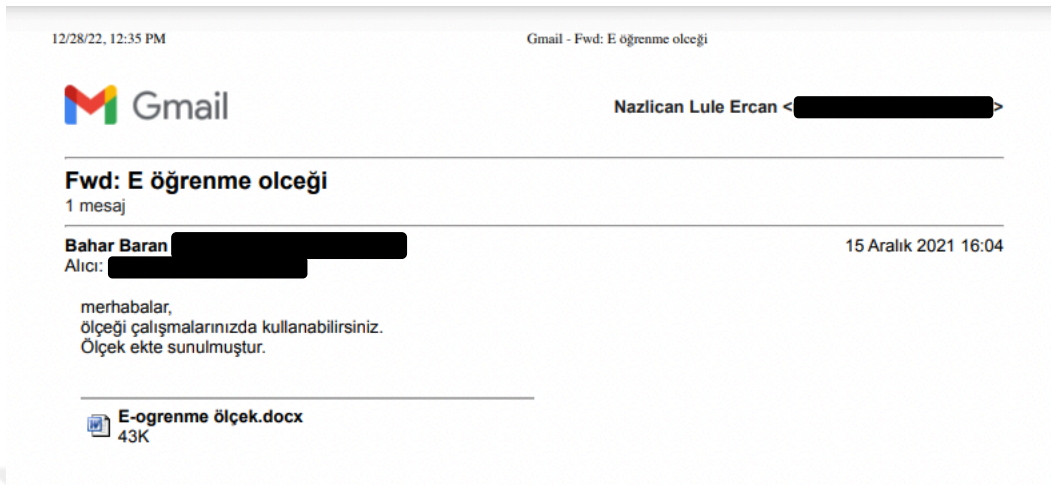 12/28/22, 12:35 PM Gmail - Fwd: E öğrenme olceği
Gmail Nazlican Lule Ercan < >
Fwd: E öğrenme olceği
1 mesaj
Bahar Baran 15 Aralık 2021 16:04
Alıcı:
merhabalar,
ölçeği çalışmalarınızda kullanabilirsiniz.
Ölçek ekte sunulmuştur.
E-ogrenme ölçek.docx
43K